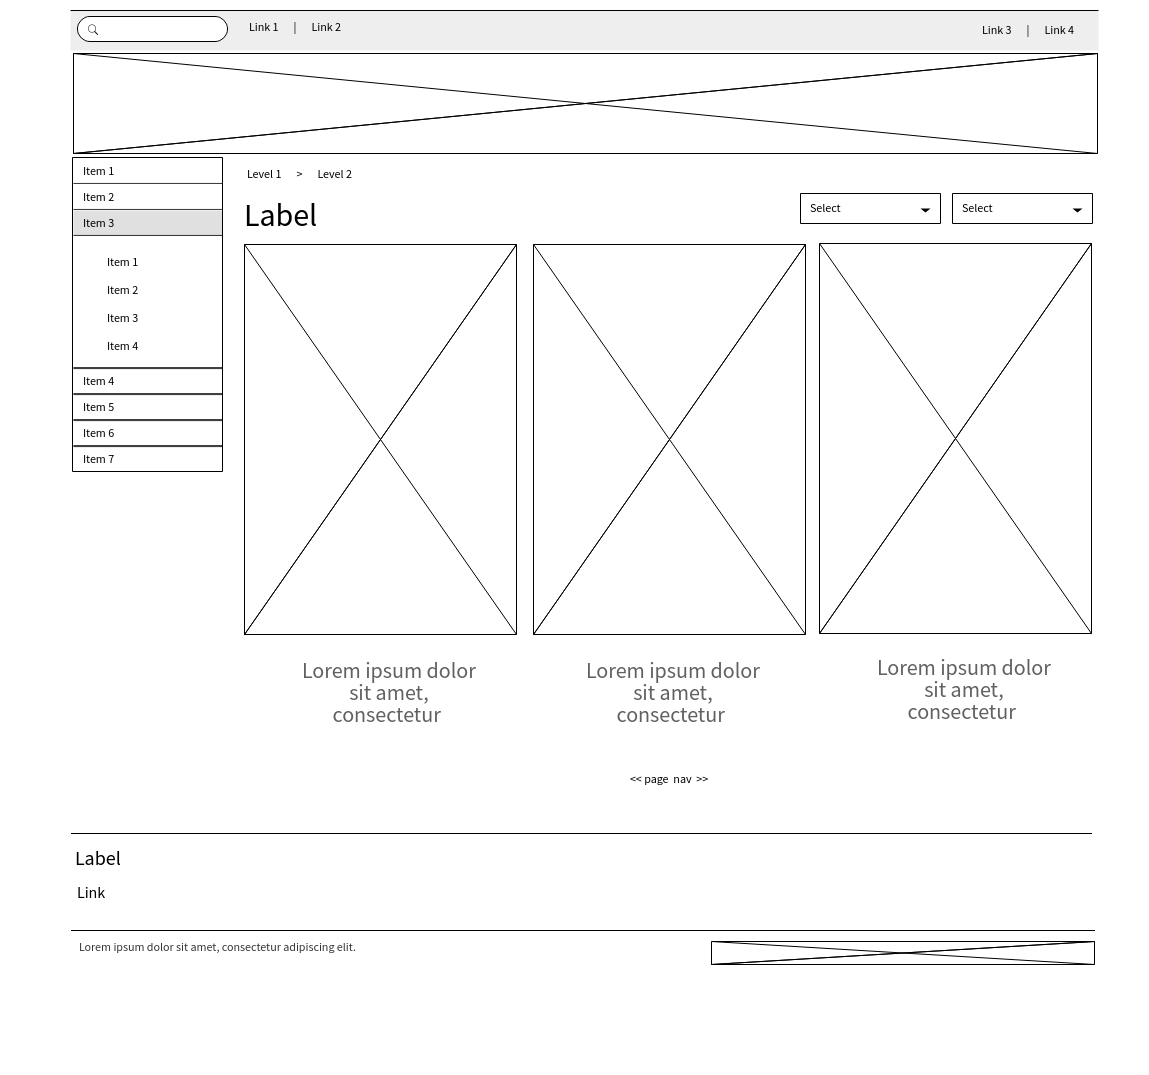 Link 1 | Link 2
Link 3 | Link 4
Item 1
Item 2
Item 3
Item 1
Item 2
Item 3
Item 4
Item 4
Item 5
Item 6
Item 7
Level 1 > Level 2
Label
Select
Select
Lorem ipsum dolor
sit amet,
consectetur
Lorem ipsum dolor
sit amet,
consectetur
Lorem ipsum dolor
sit amet,
consectetur
<< page nav >>
Label
Link
Lorem ipsum dolor sit amet, consectetur adipiscing elit.